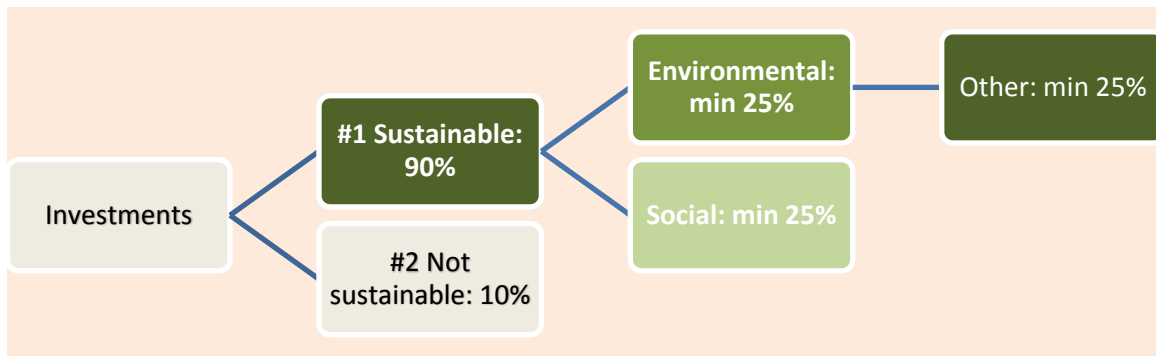 Investments
#1 Sustainable:
90%
#2 Not
sustainable: 10%
Environmental:
min 25%
Social: min 25%
Other: min 25%